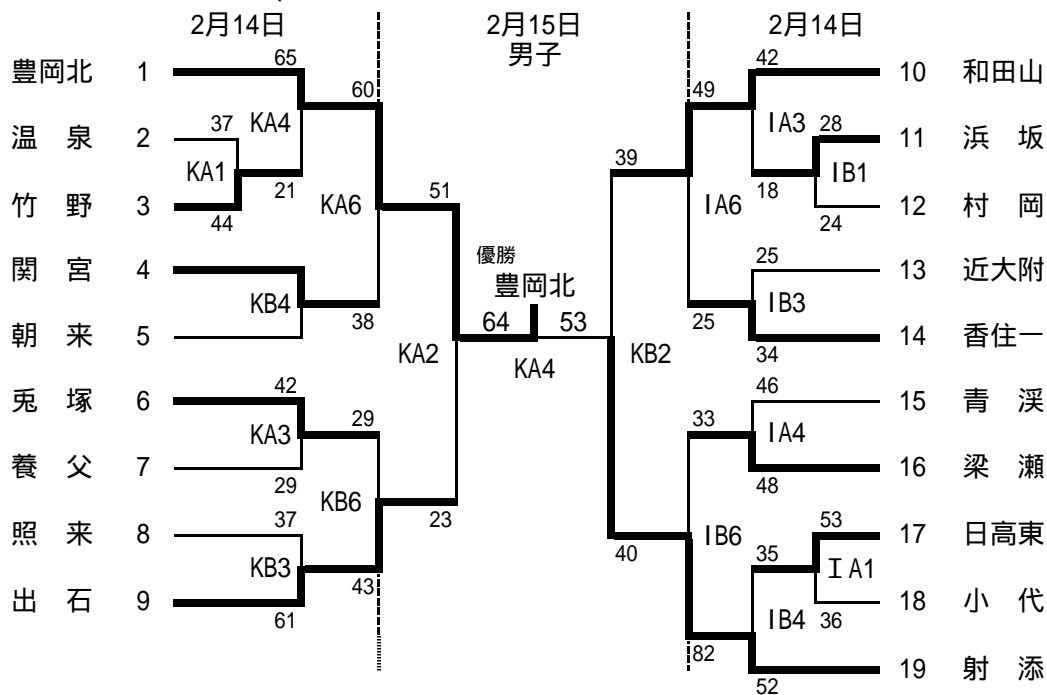 2月14日 2月15日 2月14日
男子
65 42
豊岡北 1 60 49 10 和田山
KA4 IA3
温 泉 2 37 28 11 浜 坂
KA1 39 IB1
竹 野 3 44 21 KA6 51 IA6 18 24 12 村 岡
優勝
関 宮 4 豊岡北 25 13 近大附
KB4 IB3
朝 来 5 38 64 53 25 34 14 香住一
KA2 KA4 KB2
兎 塚 6 42 29 33 46 15 青 渓
KA3 IA4
養 父 7 29 48 16 梁 瀬
KB6 23
照 来 8 37 40 IB6 35 53 17 日高東
KB3 43 IA1
出 石 9 61 IB4 36 18 小 代
82
52 19 射 添